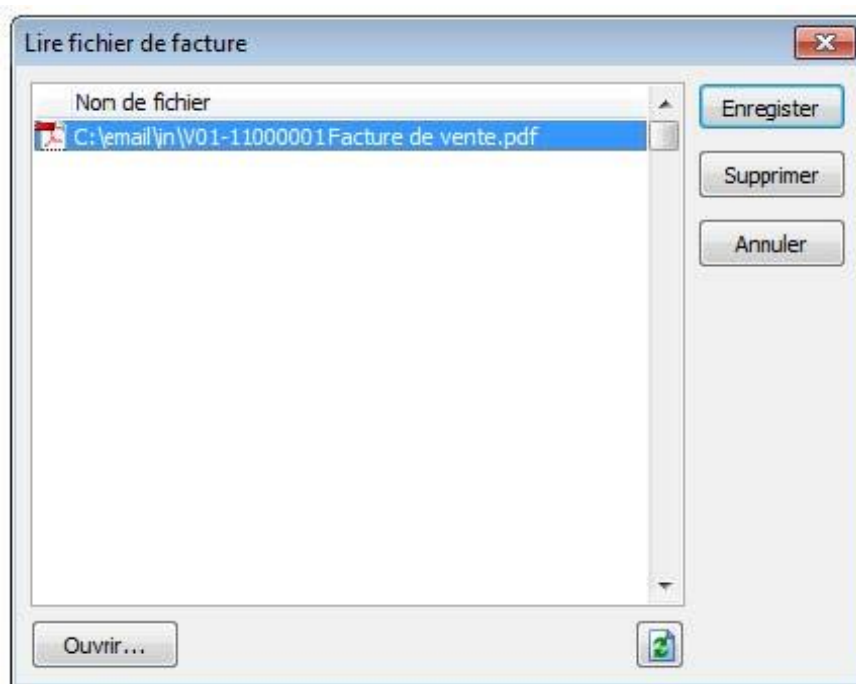 Lire fichier de facture
Non de fichier
C:\email\in\V01-11000001Facture de vente.pdf
Enregister
Supprimer
Annuler
Ouvrir...